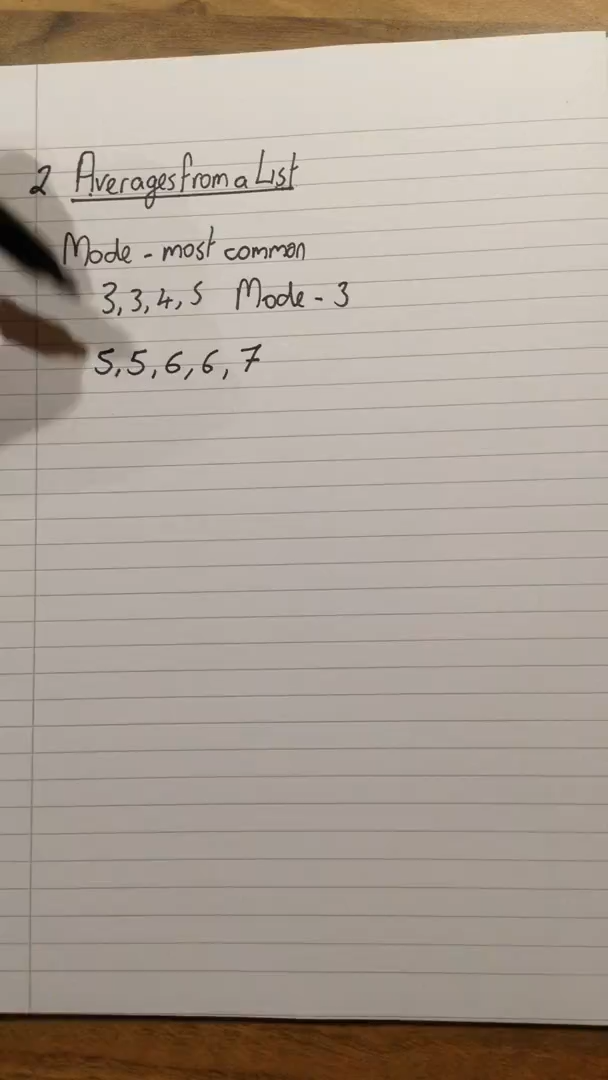 2 Averages from a List
Mode - most common
3, 3, 4, 5 Mode - 3
5, 5, 6, 6, 7